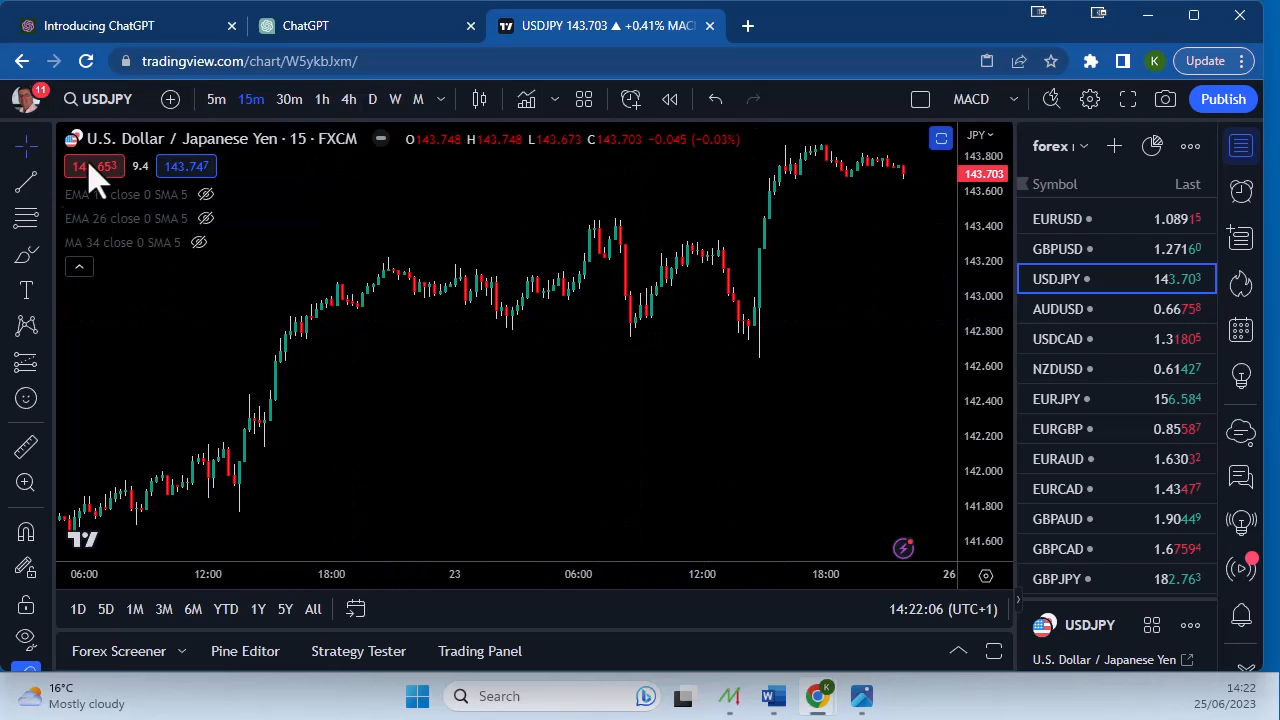 Introducing ChatGPT
ChatGPT
USDJPY 143.703 ▲ +0.41% MAC
tradingview.com/chart/W5ykbJxm/
K
Update
11
USDJPY
5m 15m 30m 1h 4h D W M
MACD
Publish
U.S. Dollar / Japanese Yen · 15 · FXCM
O143.748 H143.748 L143.673 C143.703 -0.045 (-0.03%)
9.4
143.747
close 0 SMA 5
EMA 26 close 0 SMA 5
MA 34 close 0 SMA 5
JPY
143.800
143.703
143.600
143.400
143.200
143.000
142.800
142.600
142.400
142.200
142.000
141.800
141.600
06:00 12:00 18:00 23 06:00 12:00 18:00 26
1D 5D 1M 3M 6M YTD 1Y 5Y All
14:22:06 (UTC+1)
Forex Screener
Pine Editor
Strategy Tester
Trading Panel
forex
Symbol Last
EURUSD 1.08915
GBPUSD 1.27160
USDJPY 143.703
AUDUSD 0.66758
USDCAD 1.31805
NZDUSD 0.61427
EURJPY 156.584
EURGBP 0.85587
EURAUD 1.63032
EURCAD 1.43477
GBPAUD 1.90449
GBPCAD 1.67594
GBPJPY 182.763
USDJPY
U.S. Dollar / Japanese Yen
16°C
Mostly cloudy
Search
K
14:22
25/06/2023